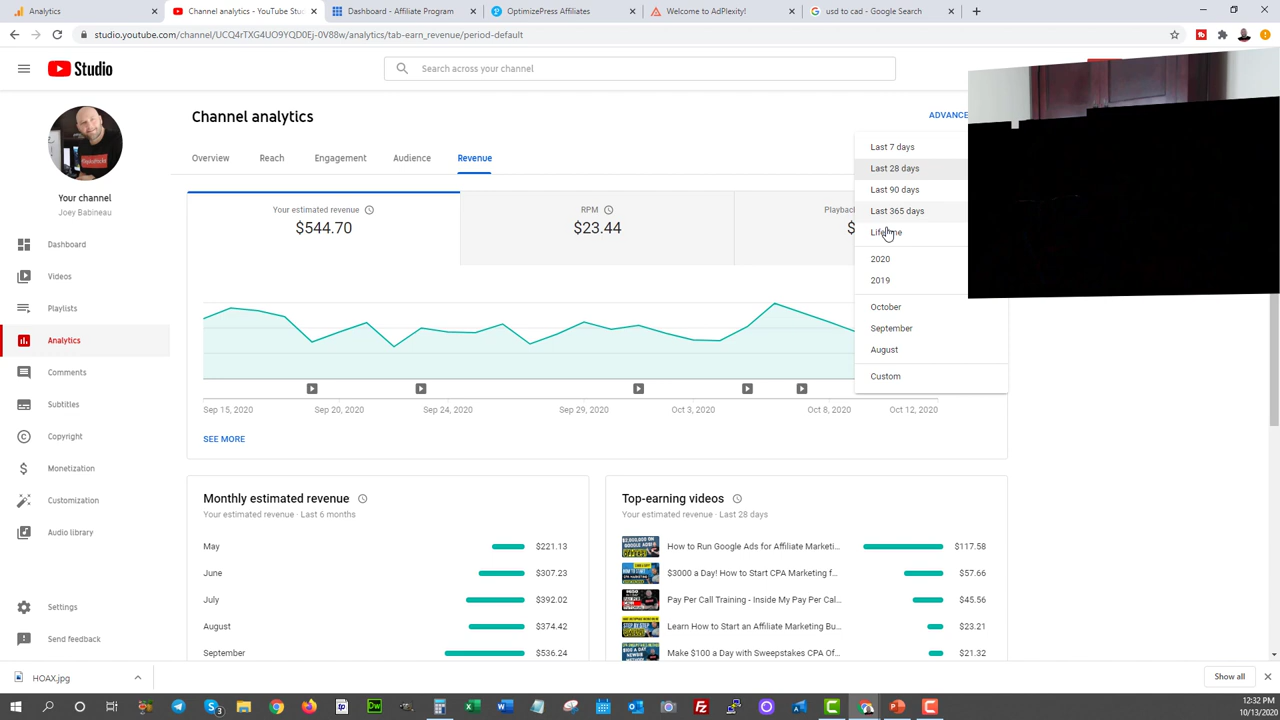 Analytics
Channel analytics - YouTube Stu
Dashboard - Affiliate Program
OptimizePress Affiliates
Welcome to AdPlexity!
usd to cad - Google Search
studio.youtube.com/channel/UCQ4rTXG4UO9YQD0Ej-0V88w/analytics/tab-earn_revenue/period-default
Studio
Search across your channel
Your channel
Joey Babineau
Dashboard
Videos
Playlists
Analytics
Comments
Subtitles
Copyright
Monetization
Customization
Audio library
Settings
Send feedback
Channel analytics
ADVANCE
Overview
Reach
Engagement
Audience
Revenue
Your estimated revenue
$544.70
RPM
$23.44
Playback
$
Last 7 days
Last 28 days
Last 90 days
Last 365 days
Lifetime
2020
2019
October
September
August
Custom
Sep 15, 2020
Sep 20, 2020
Sep 24, 2020
Sep 29, 2020
Oct 3, 2020
Oct 8, 2020
Oct 12, 2020
SEE MORE
Monthly estimated revenue
Your estimated revenue · Last 6 months
May $221.13
June $307.23
July $392.02
August $374.42
September $536.24
Top-earning videos
Your estimated revenue · Last 28 days
How to Run Google Ads for Affiliate Marketi... $117.58
$3000 a Day! How to Start CPA Marketing f... $57.66
Pay Per Call Training - Inside My Pay Per Cal... $45.56
Learn How to Start an Affiliate Marketing Bu... $23.21
Make $100 a Day with Sweepstakes CPA Of... $21.32
HOAX.jpg
Show all
12:32 PM
10/13/2020